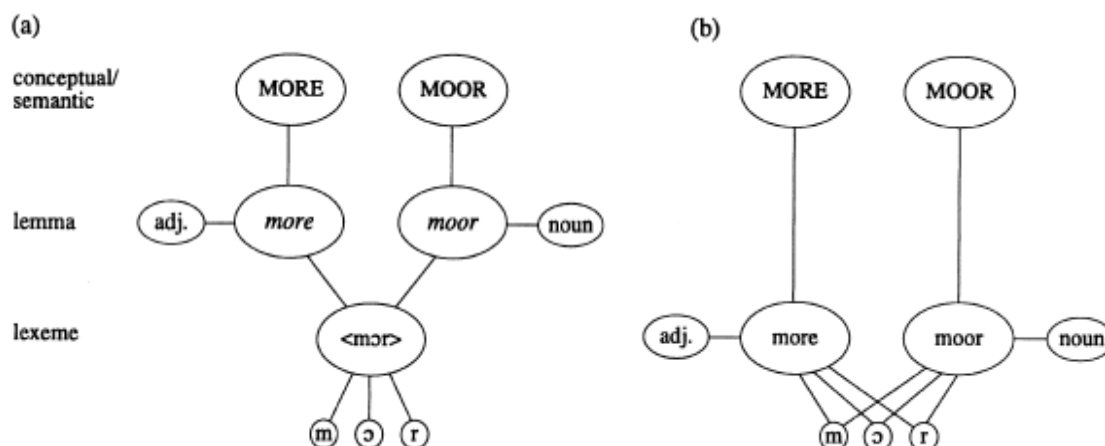 (a)
conceptual/
semantic
MORE
MOOR
lemma
adj.
more
moor
noun
lexeme
<mɔr>
m
ɔ
r
(b)
MORE
MOOR
adj.
more
moor
noun
m
ɔ
r